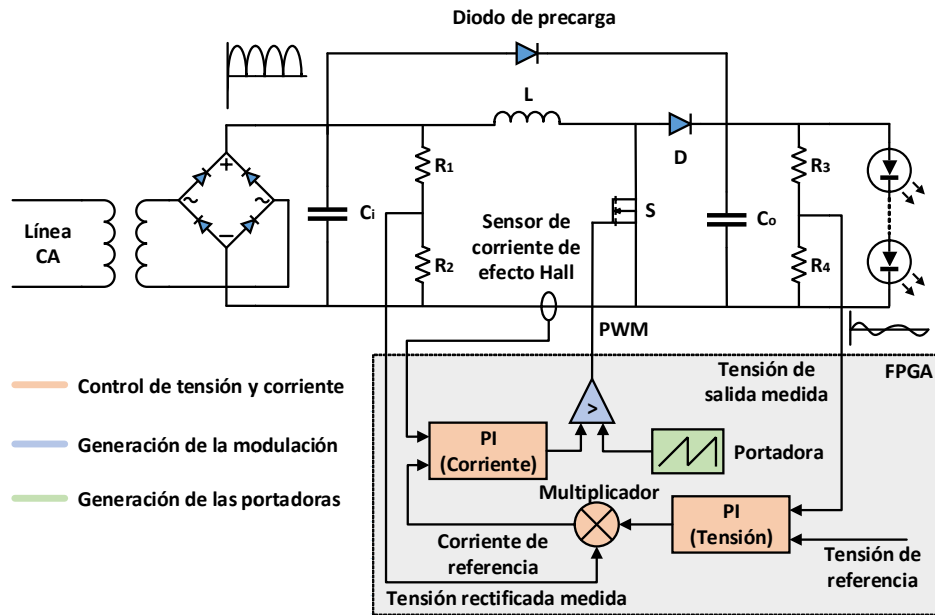 Diodo de precarga
L
D
R1
R2
R3
R4
Ci
Co
S
+
−
~
~
Línea
CA
Sensor de
corriente de
efecto Hall
PWM
FPGA
Tensión de
salida medida
Control de tensión y corriente
Generación de la modulación
Generación de las portadoras
>
PI
(Corriente)
Portadora
Multiplicador
PI
(Tensión)
Corriente de
referencia
Tensión de
referencia
Tensión rectificada medida